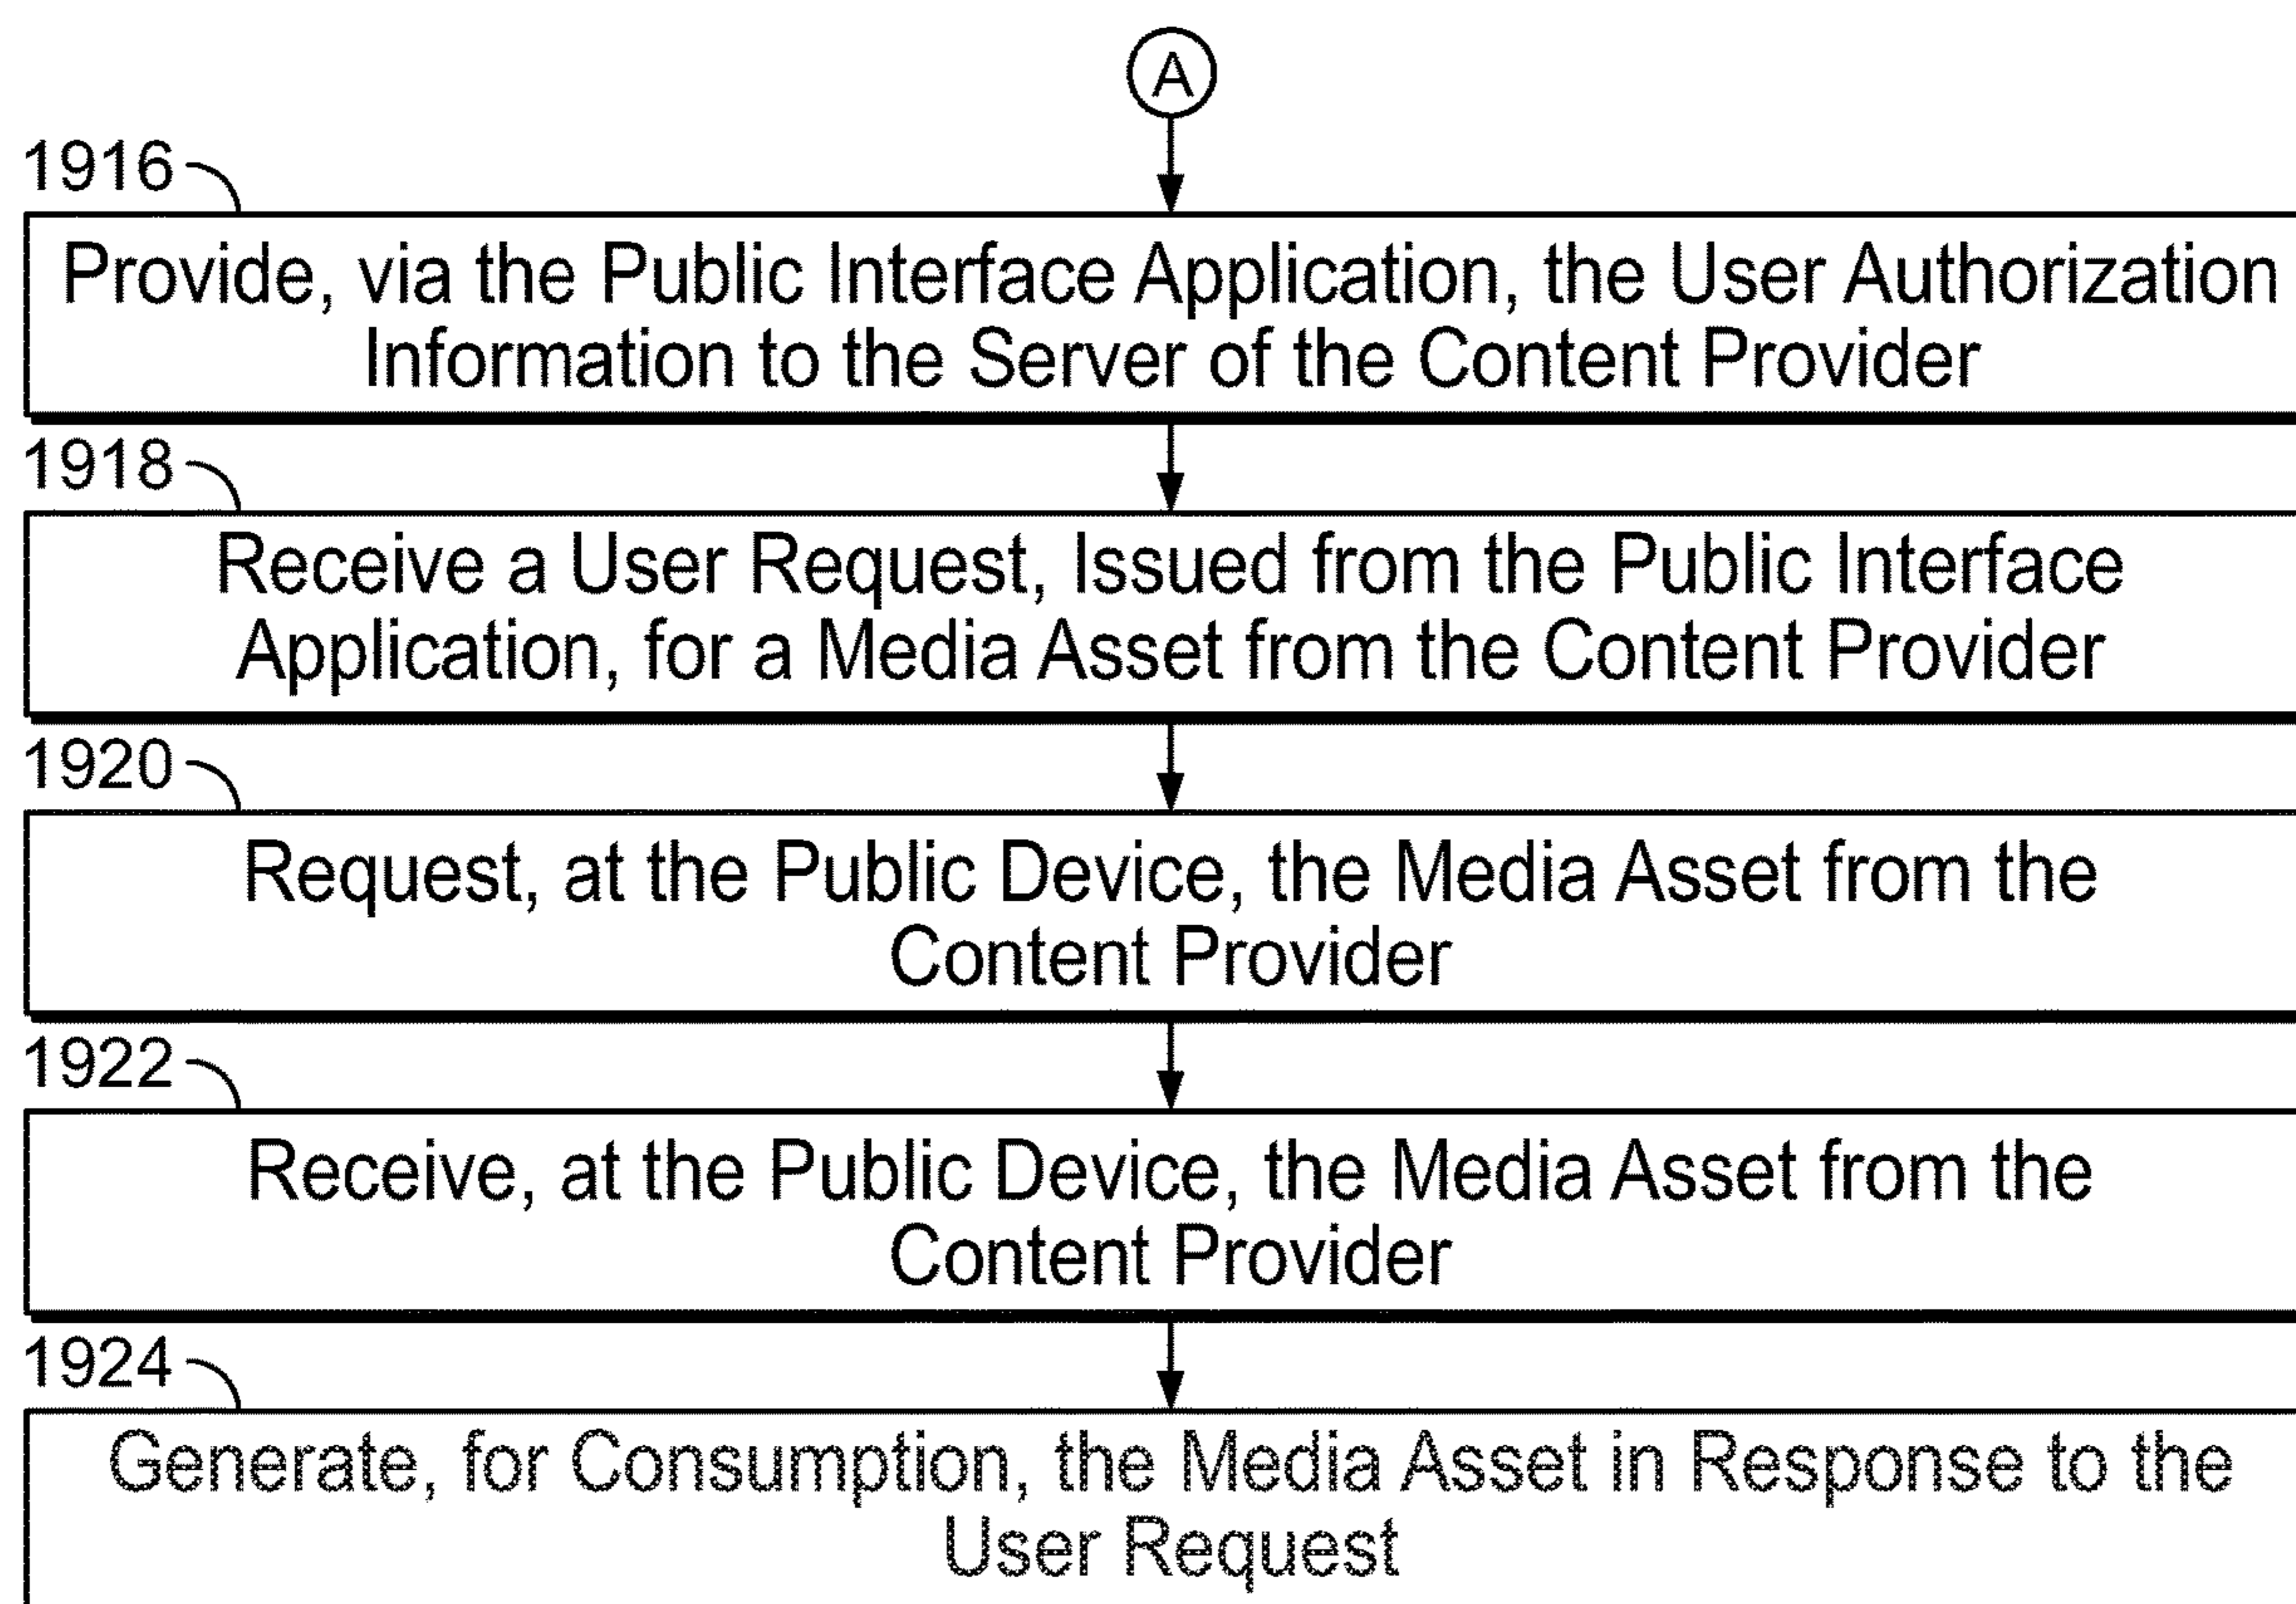 A
1916
Provide, via the Public Interface Application, the User Authorization
Information to the Server of the Content Provider
1918
Receive a User Request, Issued from the Public Interface
Application, for a Media Asset from the Content Provider
1920
Request, at the Public Device, the Media Asset from the
Content Provider
1922
Receive, at the Public Device, the Media Asset from the
Content Provider
1924
Generate, for Consumption, the Media Asset in Response to the
User Request